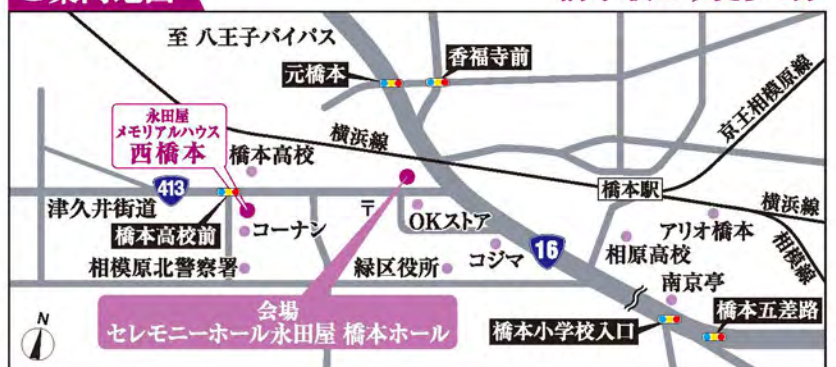 至 八王子バイパス
香福寺前
元橋本
京王相模原線
永田屋
メモリアルハウス
西橋本
橋本高校
横浜線
橋本駅
413
津久井街道
横浜線
〒
OKストア
アリオ橋本
橋本高校前
コーナン
16
相原高校
相模線
相模原北警察署
緑区役所
コジマ
南京亭
会場
セレモニーホール永田屋 橋本ホール
橋本五差路
橋本小学校入口
N